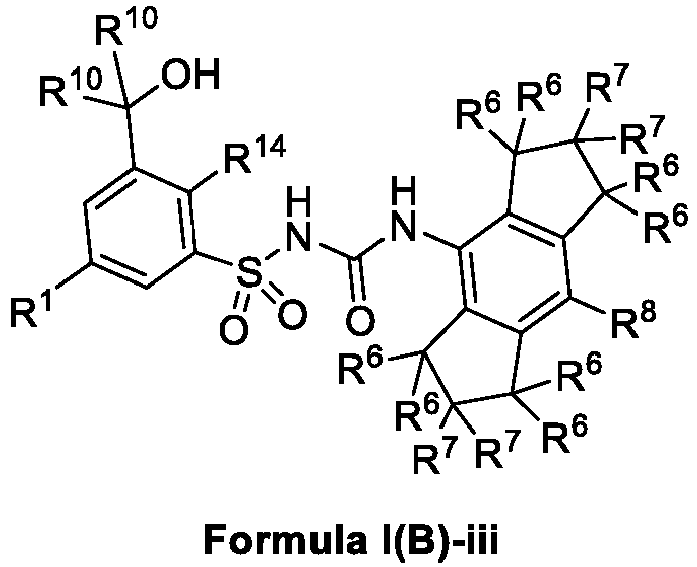 R10
R10 OH
R6 R6 R7
R14 R7
H H R6
N N R6
S O R8
R1 O O
R6 R6
R6 R6
R7 R7
Formula I(B)-iii